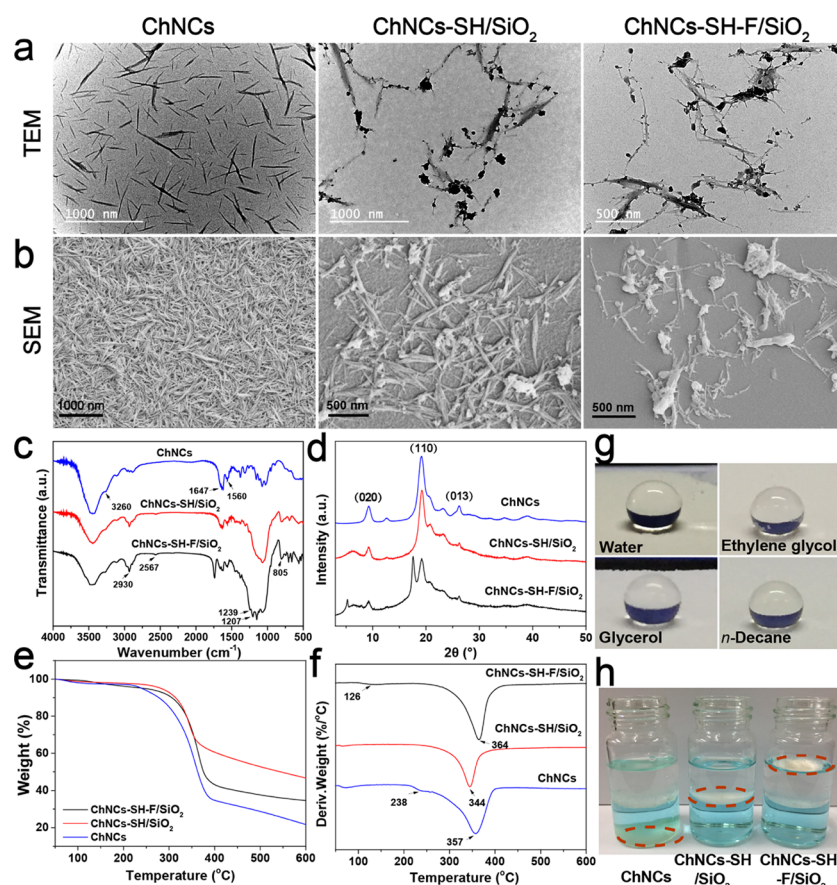 ChNCs
ChNCs-SH/SiO2
ChNCs-SH-F/SiO2
a
TEM
1000 nm
1000 nm
500 nm
b
SEM
1000 nm
500 nm
500 nm
c
Transmittance (a.u.)
ChNCs
3260
1647
1560
ChNCs-SH/SiO2
ChNCs-SH-F/SiO2
2930
2567
805
1239
1207
4000 3500 3000 2500 2000 1500 1000 500
Wavenumber (cm-1)
d
Intensity (a.u.)
(110)
(020)
(013)
ChNCs
ChNCs-SH/SiO2
ChNCs-SH-F/SiO2
10 20 30 40 50
2θ (°)
g
Water
Ethylene glycol
Glycerol
n-Decane
e
Weight (%)
100
80
60
40
20
ChNCs-SH-F/SiO2
ChNCs-SH/SiO2
ChNCs
100 200 300 400 500 600
Temperature (oC)
f
Deriv.Weight (%/oC)
ChNCs-SH-F/SiO2
126
364
ChNCs-SH/SiO2
344
ChNCs
238
357
100 200 300 400 500 600
Temperature (oC)
h
ChNCs
ChNCs-SH
/SiO2
ChNCs-SH
-F/SiO2